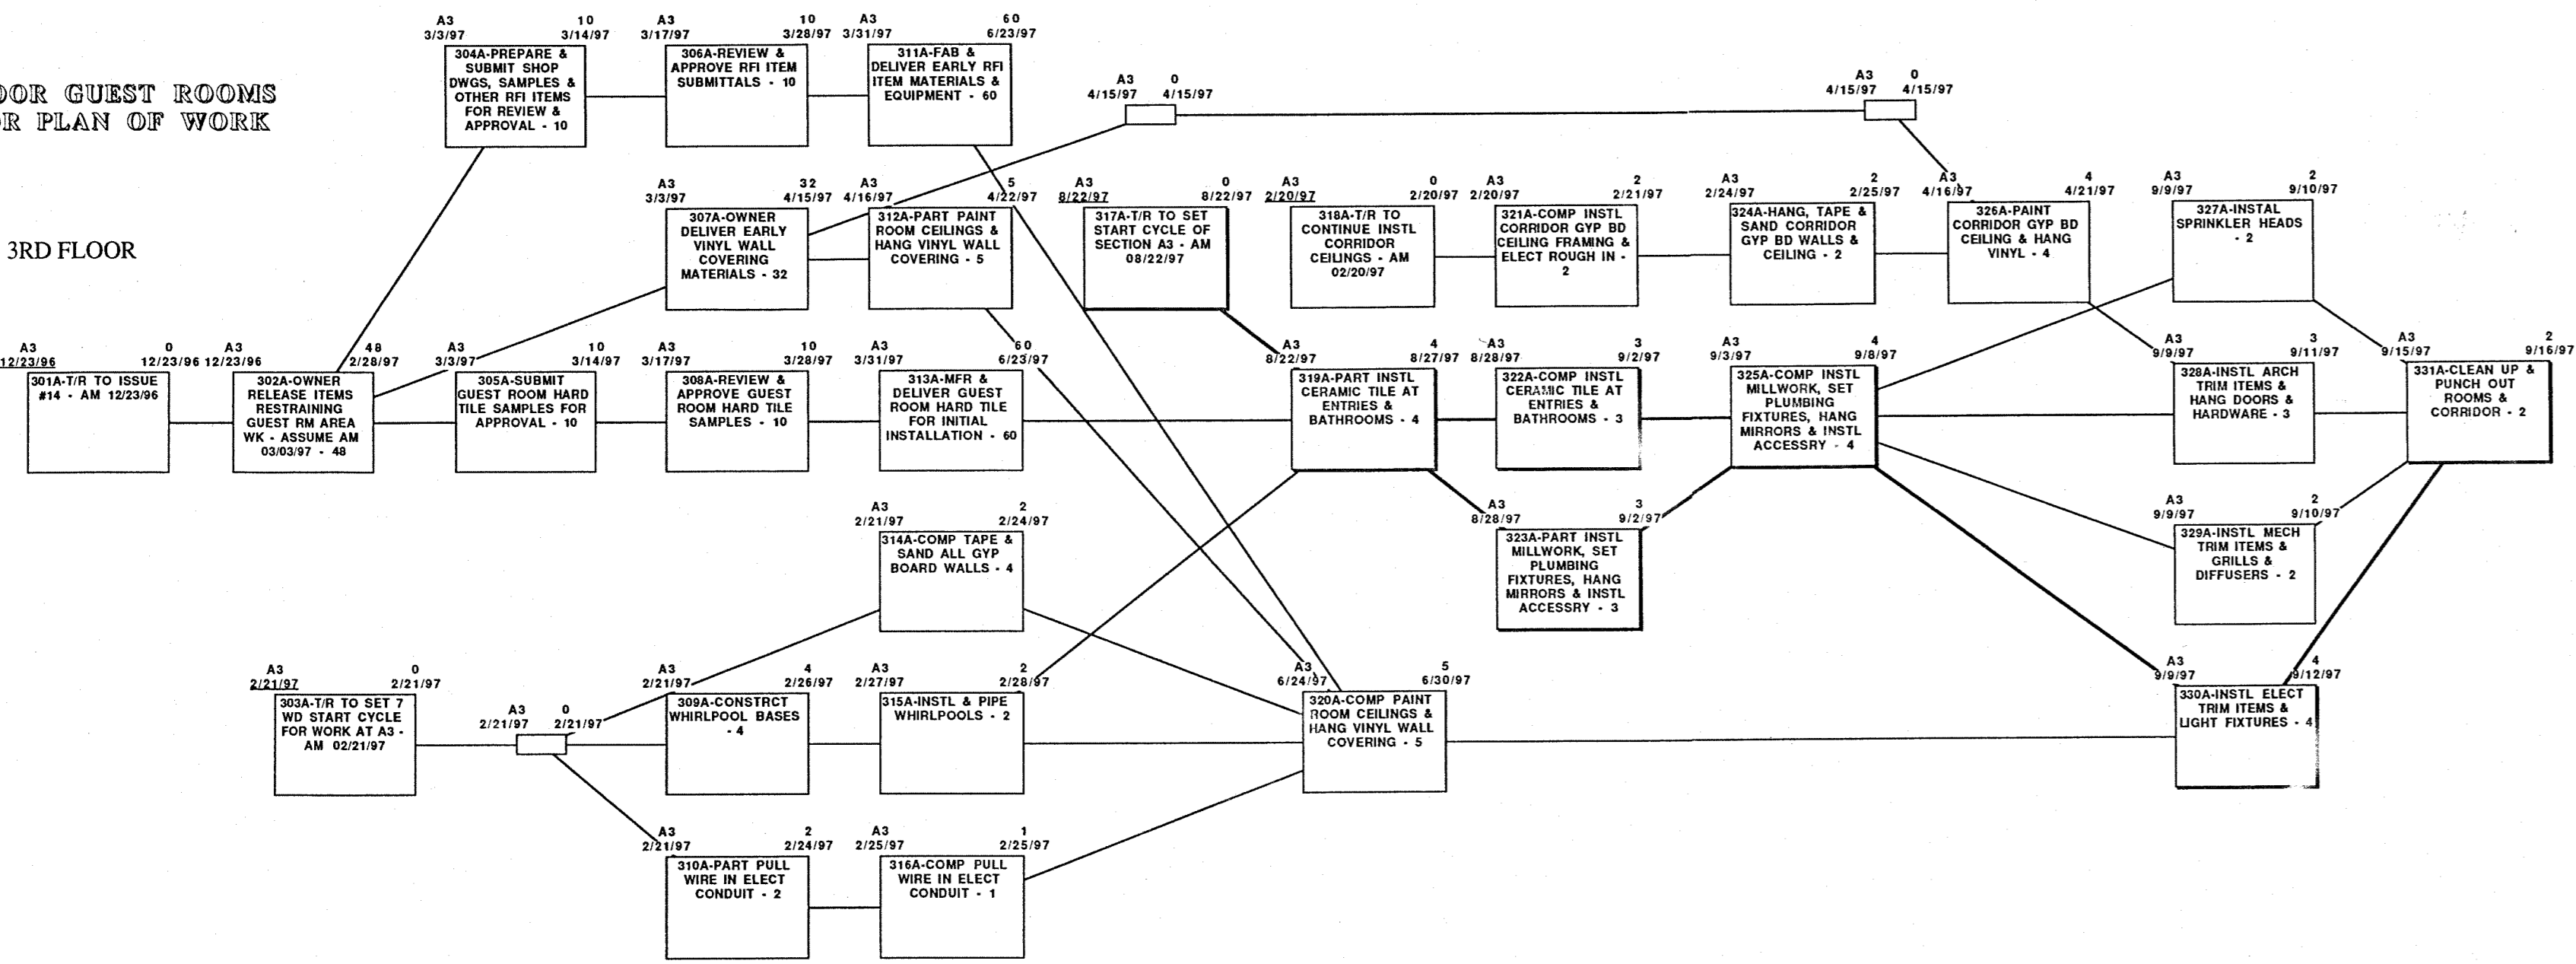 OOR GUEST ROOMS
OR PLAN OF WORK
3RD FLOOR
A3 10
3/3/97 3/14/97
304A-PREPARE &
SUBMIT SHOP
DWGS, SAMPLES &
OTHER RFI ITEMS
FOR REVIEW &
APPROVAL - 10
A3 10
3/17/97 3/28/97
306A-REVIEW &
APPROVE RFI ITEM
SUBMITTALS - 10
A3 60
3/31/97 6/23/97
311A-FAB &
DELIVER EARLY RFI
ITEM MATERIALS &
EQUIPMENT - 60
A3 0
4/15/97 4/15/97
A3 0
4/15/97 4/15/97
A3 32
3/3/97 4/15/97
307A-OWNER
DELIVER EARLY
VINYL WALL
COVERING
MATERIALS - 32
A3 5
4/16/97 4/22/97
312A-PART PAINT
ROOM CEILINGS &
HANG VINYL WALL
COVERING - 5
A3 0
8/22/97 8/22/97
317A-T/R TO SET
START CYCLE OF
SECTION A3 - AM
08/22/97
A3 0
2/20/97 2/20/97
318A-T/R TO
CONTINUE INSTL
CORRIDOR
CEILINGS - AM
02/20/97
A3 2
2/20/97 2/21/97
321A-COMP INSTL
CORRIDOR GYP BD
CEILING FRAMING &
ELECT ROUGH IN -
2
A3 2
2/24/97 2/25/97
324A-HANG, TAPE &
SAND CORRIDOR
GYP BD WALLS &
CEILING - 2
A3 4
4/16/97 4/21/97
326A-PAINT
CORRIDOR GYP BD
CEILING & HANG
VINYL - 4
A3 2
9/9/97 9/10/97
327A-INSTAL
SPRINKLER HEADS
- 2
A3 0
12/23/96 12/23/96
301A-T/R TO ISSUE
#14 - AM 12/23/96
A3 48
12/23/96 2/28/97
302A-OWNER
RELEASE ITEMS
RESTRAINING
GUEST RM AREA
WK - ASSUME AM
03/03/97 - 48
A3 10
3/3/97 3/14/97
305A-SUBMIT
GUEST ROOM HARD
TILE SAMPLES FOR
APPROVAL - 10
A3 10
3/17/97 3/28/97
308A-REVIEW &
APPROVE GUEST
ROOM HARD TILE
SAMPLES - 10
A3 60
3/31/97 6/23/97
313A-MFR &
DELIVER GUEST
ROOM HARD TILE
FOR INITIAL
INSTALLATION - 60
A3 4
8/22/97 8/27/97
319A-PART INSTL
CERAMIC TILE AT
ENTRIES &
BATHROOMS - 4
A3 3
8/28/97 9/2/97
322A-COMP INSTL
CERAMIC TILE AT
ENTRIES &
BATHROOMS - 3
A3 4
9/3/97 9/8/97
325A-COMP INSTL
MILLWORK, SET
PLUMBING
FIXTURES, HANG
MIRRORS & INSTL
ACCESSRY - 4
A3 3
9/9/97 9/11/97
328A-INSTL ARCH
TRIM ITEMS &
HANG DOORS &
HARDWARE - 3
A3 2
9/15/97 9/16/97
331A-CLEAN UP &
PUNCH OUT
ROOMS &
CORRIDOR - 2
A3 2
2/21/97 2/24/97
314A-COMP TAPE &
SAND ALL GYP
BOARD WALLS - 4
A3 3
8/28/97 9/2/97
323A-PART INSTL
MILLWORK, SET
PLUMBING
FIXTURES, HANG
MIRRORS & INSTL
ACCESSRY - 3
A3 2
9/9/97 9/10/97
329A-INSTL MECH
TRIM ITEMS &
GRILLS &
DIFFUSERS - 2
A3 0
2/21/97 2/21/97
303A-T/R TO SET 7
WD START CYCLE
FOR WORK AT A3 -
AM 02/21/97
A3 0
2/21/97 2/21/97
A3 4
2/21/97 2/26/97
309A-CONSTRCT
WHIRLPOOL BASES
- 4
A3 2
2/27/97 2/28/97
315A-INSTL & PIPE
WHIRLPOOLS - 2
A3 5
6/24/97 6/30/97
320A-COMP PAINT
ROOM CEILINGS &
HANG VINYL WALL
COVERING - 5
A3 4
9/9/97 9/12/97
330A-INSTL ELECT
TRIM ITEMS &
LIGHT FIXTURES - 4
A3 2
2/21/97 2/24/97
310A-PART PULL
WIRE IN ELECT
CONDUIT - 2
A3 1
2/25/97 2/25/97
316A-COMP PULL
WIRE IN ELECT
CONDUIT - 1